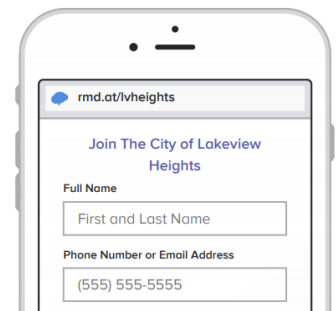 rmd.at/lvheights
Join The City of Lakeview
Heights
Full Name
First and Last Name
Phone Number or Email Address
(555) 555-5555